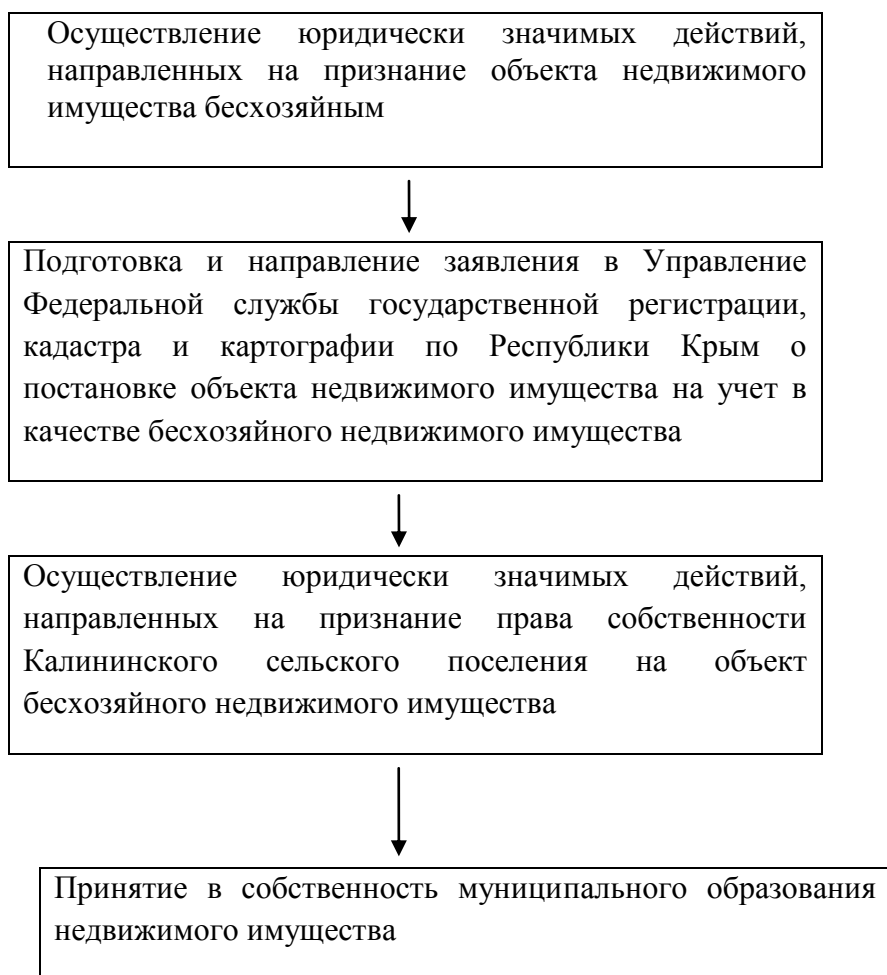 Осуществление юридически значимых действий,
направленных на признание объекта недвижимого
имущества бесхозяйным
Подготовка и направление заявления в Управление
Федеральной службы государственной регистрации,
кадастра и картографии по Республики Крым о
постановке объекта недвижимого имущества на учет в
качестве бесхозяйного недвижимого имущества
Осуществление юридически значимых действий,
направленных на признание права собственности
Калининского сельского поселения на объект
бесхозяйного недвижимого имущества
Принятие в собственность муниципального образования
недвижимого имущества